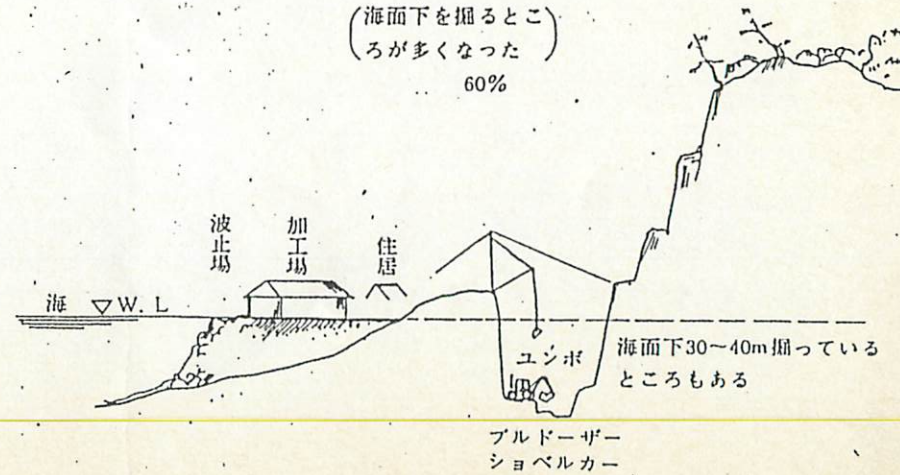 海面下を掘るとこ
ろが多くなった
60%
波止場
加工場
住居
海 ▽W.L
ユンボ
海面下30〜40m掘っている
ところもある
ブルドーザー
ショベルカー